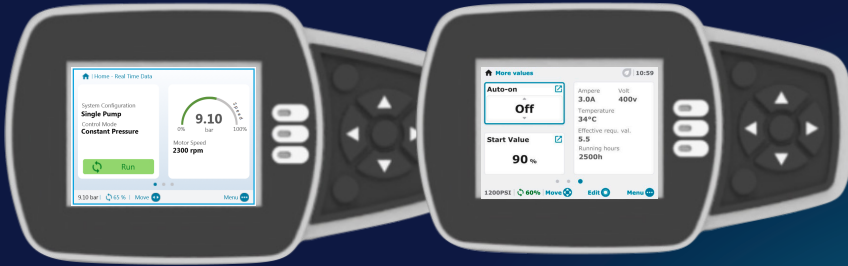 Home - Real Time Data
System Configuration
Single Pump
Control Mode
Constant Pressure
Run
speed
9.10
0% bar 100%
Motor Speed
2300 rpm
9.10 bar | 65 % | Move Menu
More values 10:59
Auto-on
Off
Start Value
90 %
Ampere Volt
3.0A 400v
Temperature
34°C
Effective requ. val.
5.5
Running hours
2500h
1200PSI | 60% | Move Edit Menu